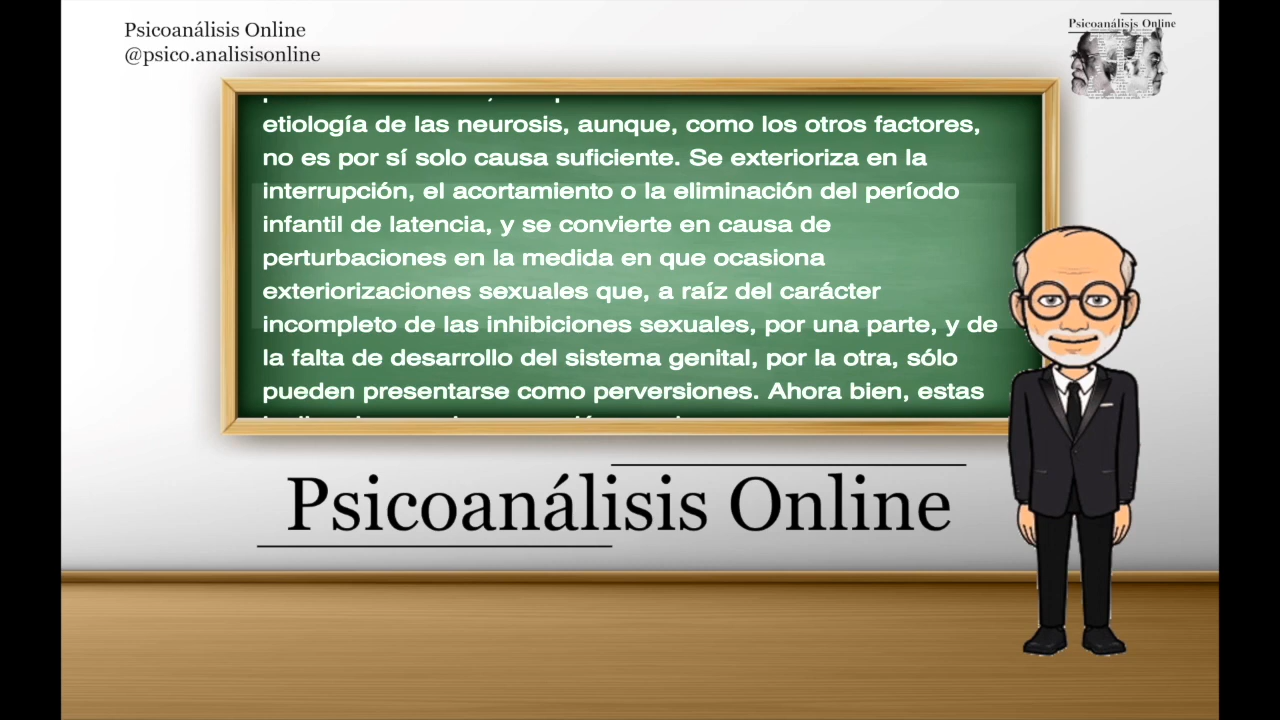 Psicoanálisis Online
@psico.analisisonline
Psicoanálisis Online
etiología de las neurosis, aunque, como los otros factores,
no es por sí solo causa suficiente. Se exterioriza en la
interrupción, el acortamiento o la eliminación del período
infantil de latencia, y se convierte en causa de
perturbaciones en la medida en que ocasiona
exteriorizaciones sexuales que, a raíz del carácter
incompleto de las inhibiciones sexuales, por una parte, y de
la falta de desarrollo del sistema genital, por la otra, sólo
pueden presentarse como perversiones. Ahora bien, estas
Psicoanálisis Online